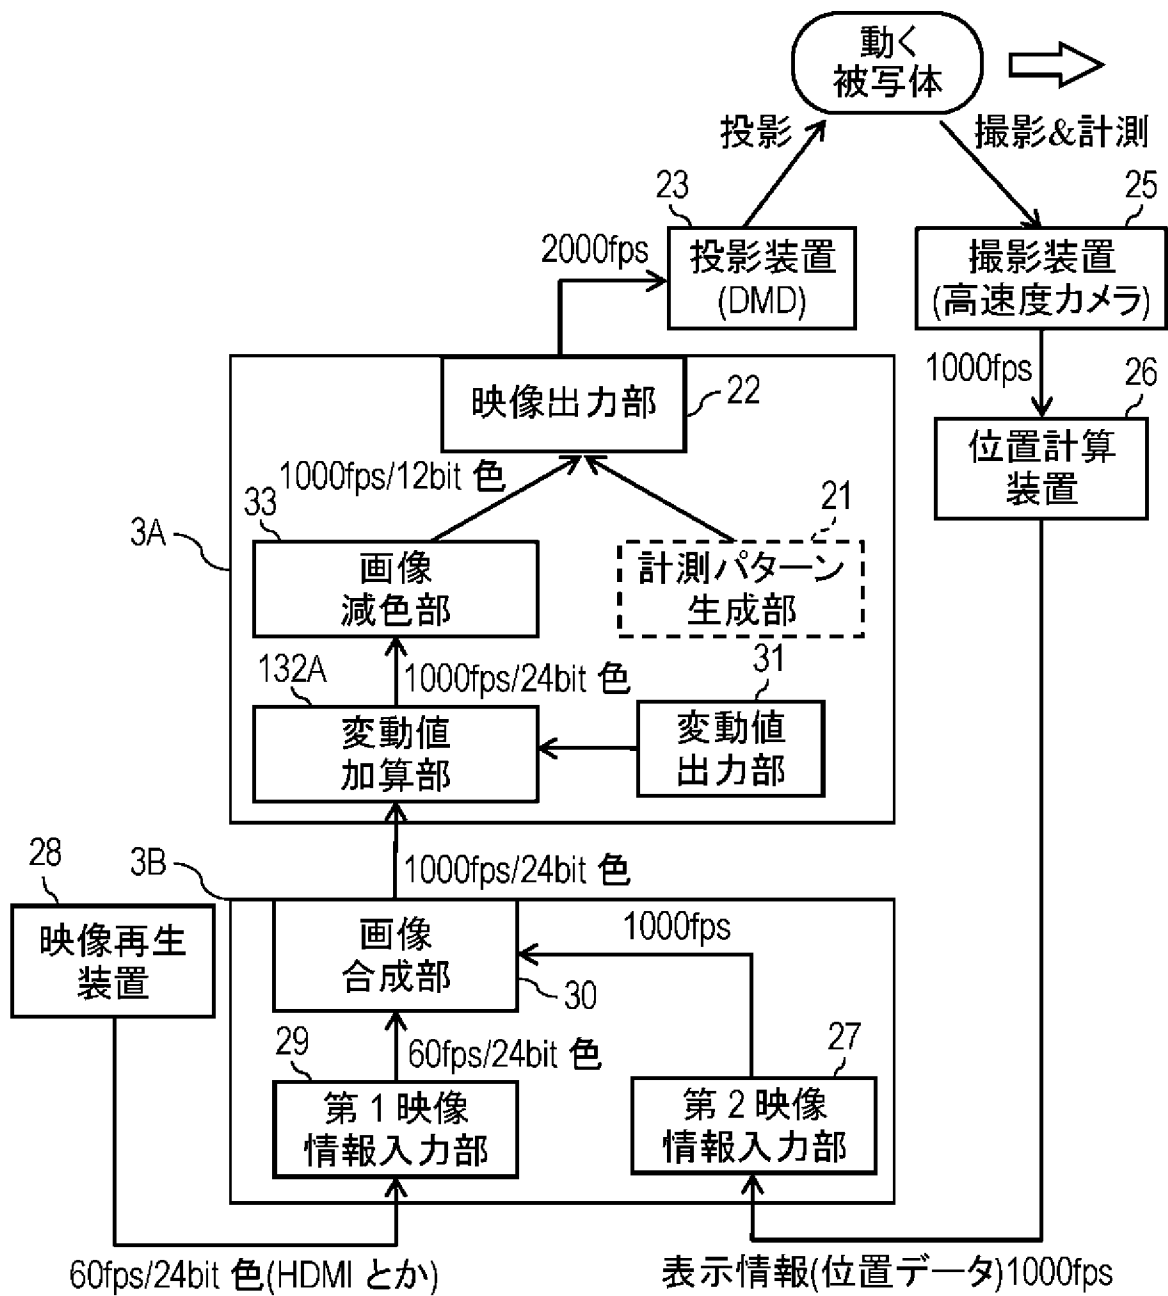 動く
被写体
投影
撮影&計測
23
25
2000fps
投影装置
(DMD)
撮影装置
(高速度カメラ)
1000fps
26
映像出力部
22
位置計算
装置
1000fps/12bit 色
33
21
3A
画像
減色部
計測パターン
生成部
132A
1000fps/24bit 色
31
変動値
加算部
変動値
出力部
28
3B
1000fps/24bit 色
映像再生
装置
画像
合成部
1000fps
30
29
60fps/24bit 色
27
第1映像
情報入力部
第2映像
情報入力部
60fps/24bit 色(HDMI とか)
表示情報(位置データ)1000fps